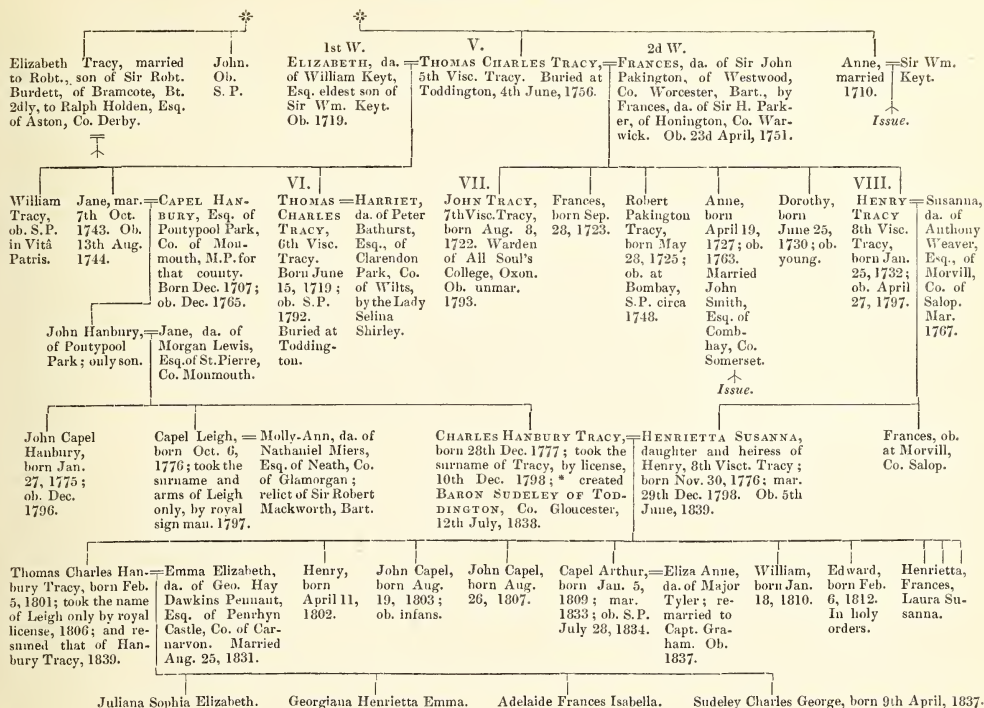 Elizabeth Tracy, married
to Robt., son of Sir Robt.
Burdett, of Bramcote, Bt.
2dly, to Ralph Holden, Esq.
of Aston, Co. Derby.
John.
Ob.
S. P.
1st W.
ELIZABETH, da.
of William Keyt,
Esq. eldest son of
Sir Wm. Keyt.
Ob. 1719.
V.
THOMAS CHARLES TRACY,
5th Visc. Tracy. Buried at
Toddington, 4th June, 1756.
2d W.
FRANCES, da. of Sir John
Pakington, of Westwood,
Co. Worcester, Bart., by
Frances, da. of Sir H. Park-
er, of Honington, Co. War-
wick. Ob. 23d April, 1751.
Anne,
married
1710.
Sir Wm.
Keyt.
Issue.
William
Tracy,
ob. S.P.
in Vitâ
Patris.
Jane, mar.
7th Oct.
1743. Ob.
13th Aug.
1744.
CAPEL HAN-
BURY, Esq. of
Pontypool Park,
Co. of Mon-
mouth, M.P. for
that county.
Born Dec. 1707;
ob. Dec. 1765.
VI.
THOMAS
CHARLES
TRACY,
6th Visc.
Tracy.
Born June
15, 1719;
ob. S.P.
1792.
Buried at
Todding-
ton.
HARRIET,
da. of Peter
Bathurst,
Esq., of
Clarendon
Park, Co.
of Wilts,
by the Lady
Selina
Shirley.
VII.
JOHN TRACY,
7th Visc. Tracy,
born Aug. 8,
1722. Warden
of All Soul's
College, Oxon.
Ob. unmar.
1793.
Frances,
born Sep.
28, 1723.
Robert
Pakington
Tracy,
born May
28, 1725;
ob. at
Bombay,
S.P. circa
1748.
Anne,
born
April 19,
1727; ob.
1763.
Married
John
Smith,
Esq. of
Comb-
hay, Co.
Somerset.
Issue.
Dorothy,
born
June 25,
1730; ob.
young.
VIII.
HENRY
TRACY
8th Visc.
Tracy,
born Jan.
25, 1732;
ob. April
27, 1797.
Susanna,
da. of
Anthony
Weaver,
Esq., of
Morvill,
Co. of
Salop.
Mar.
1767.
John Hanbury,
of Pontypool
Park; only son.
Jane, da. of
Morgan Lewis,
Esq. of St. Pierre,
Co. Monmouth.
John Capel
Hanbury,
born Jan.
27, 1775;
ob. Dec.
1796.
Capel Leigh,
born Oct. 6,
1776; took the
surname and
arms of Leigh
only, by royal
sign man. 1797.
Molly-Ann, da. of
Nathaniel Miers,
Esq. of Neath, Co.
of Glamorgan;
relict of Sir Robert
Mackworth, Bart.
CHARLES HANBURY TRACY,
born 28th Dec. 1777; took the
surname of Tracy, by license,
10th Dec. 1798; * created
BARON SUDELEY OF TOD-
DINGTON, Co. Gloucester,
12th July, 1838.
HENRIETTA SUSANNA,
daughter and heiress of
Henry, 8th Visct. Tracy;
born Nov. 30, 1776; mar.
29th Dec. 1798. Ob. 5th
June, 1839.
Frances, ob.
at Morvill,
Co. Salop.
Thomas Charles Han-
bury Tracy, born Feb.
5, 1801; took the name
of Leigh only by royal
license, 1806; and re-
sumed that of Han-
bury Tracy, 1839.
Emma Elizabeth,
da. of Geo. Hay
Dawkins Pennant,
Esq. of Penrhyn
Castle, Co. of Car-
narvon. Married
Aug. 25, 1831.
Henry,
born
April 11,
1802.
John Capel,
born Aug.
19, 1803;
ob. infans.
John Capel,
born Aug.
26, 1807.
Capel Arthur,
born Jan. 5,
1809; mar.
1833; ob. S.P.
July 28, 1834.
Eliza Anne,
da. of Major
Tyler; re-
married to
Capt. Gra-
ham. Ob.
1837.
William,
born Jan.
18, 1810.
Edward,
born Feb.
6, 1812.
In holy
orders.
Henrietta,
Frances,
Laura Su-
sanna.
Juliana Sophia Elizabeth.
Georgiana Henrietta Emma.
Adelaide Frances Isabella.
Sudeley Charles George, born 9th April, 1837.